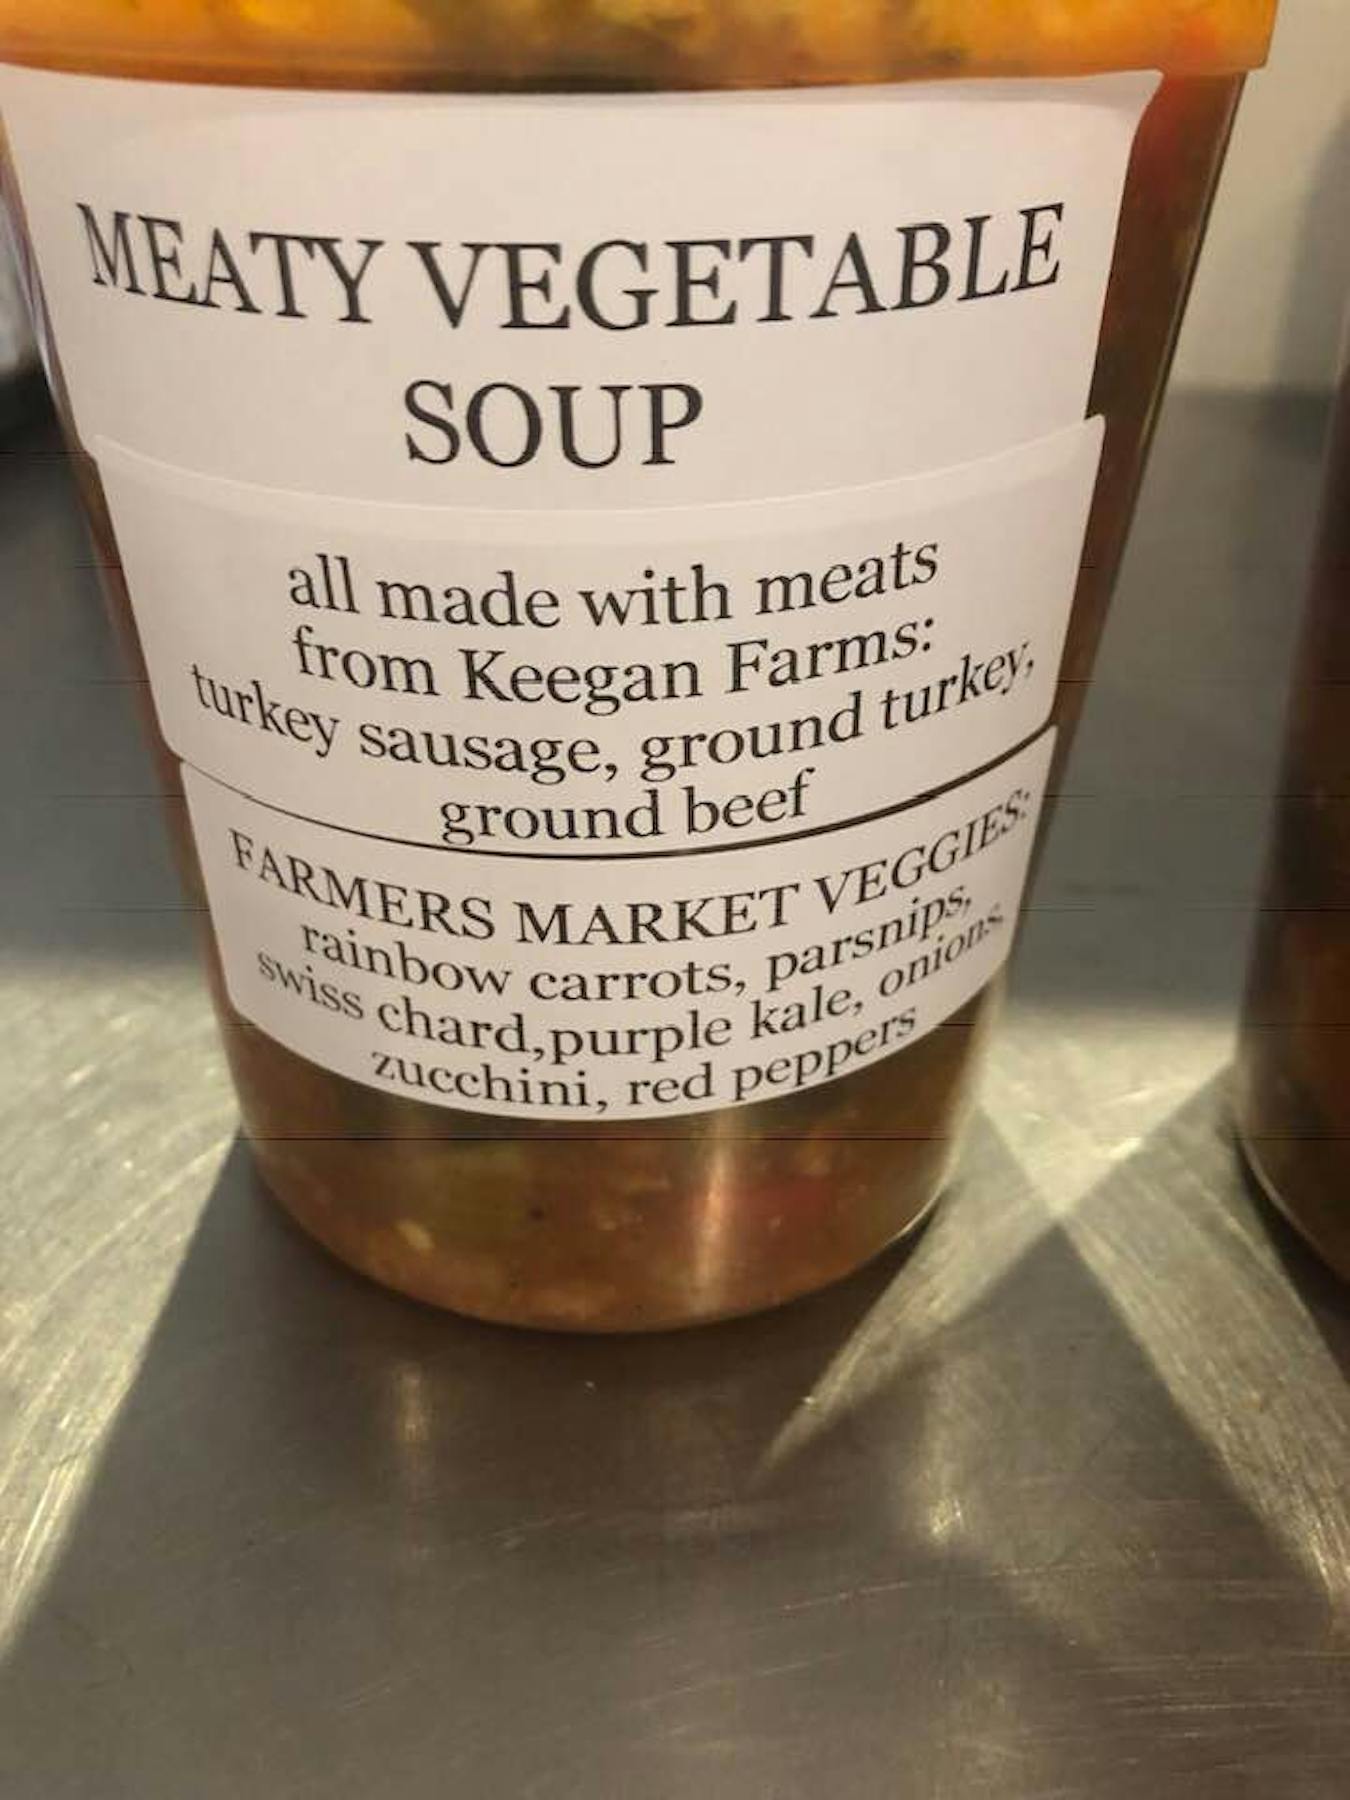 MEATY VEGETABLE
SOUP
all made with meats
from Keegan Farms:
turkey sausage, ground turkey,
ground beef
FARMERS MARKET VEGGIES:
rainbow carrots, parsnips,
swiss chard,purple kale, onions,
zucchini, red peppers